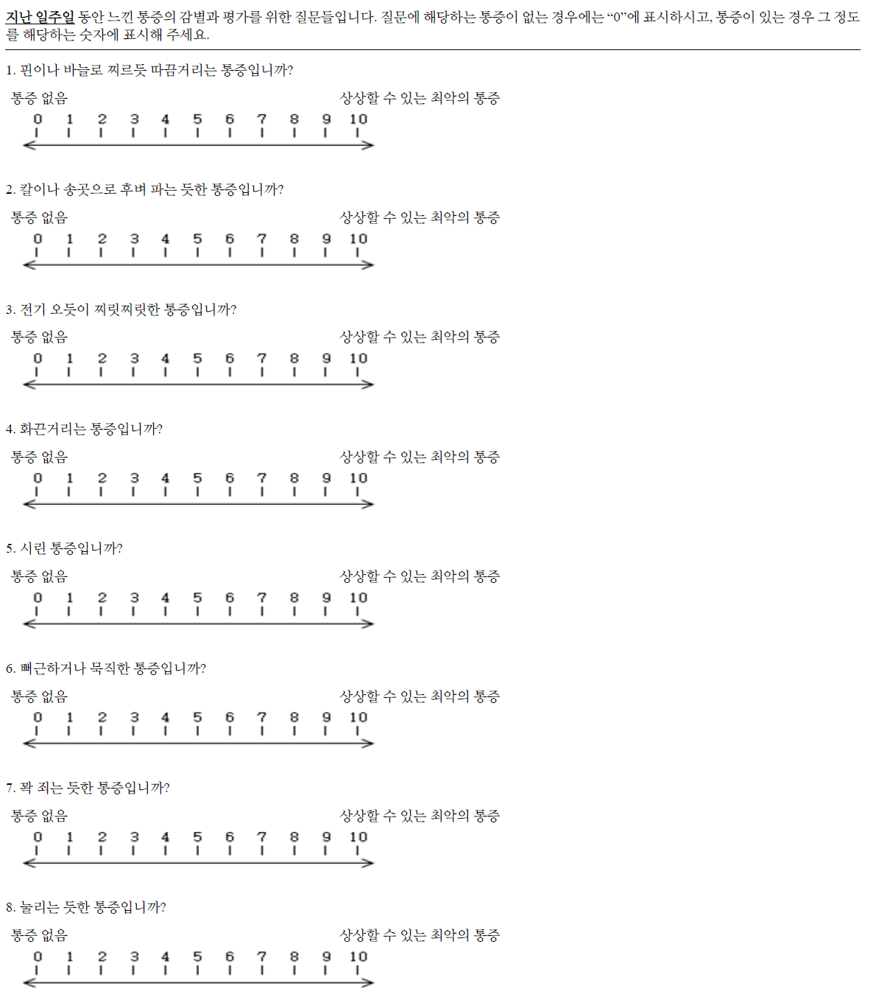 지난 일주일 동안 느낀 통증의 감별과 평가를 위한 질문들입니다. 질문에 해당하는 통증이 없는 경우에는 “0”에 표시하시고, 통증이 있는 경우 그 정도
를 해당하는 숫자에 표시해 주세요.
1. 핀이나 바늘로 찌르듯 따끔거리는 통증입니까?
통증 없음 상상할 수 있는 최악의 통증
0 1 2 3 4 5 6 7 8 9 10
2. 칼이나 송곳으로 후벼 파는 듯한 통증입니까?
통증 없음 상상할 수 있는 최악의 통증
0 1 2 3 4 5 6 7 8 9 10
3. 전기 오듯이 찌릿찌릿한 통증입니까?
통증 없음 상상할 수 있는 최악의 통증
0 1 2 3 4 5 6 7 8 9 10
4. 화끈거리는 통증입니까?
통증 없음 상상할 수 있는 최악의 통증
0 1 2 3 4 5 6 7 8 9 10
5. 시린 통증입니까?
통증 없음 상상할 수 있는 최악의 통증
0 1 2 3 4 5 6 7 8 9 10
6. 뻐근하거나 묵직한 통증입니까?
통증 없음 상상할 수 있는 최악의 통증
0 1 2 3 4 5 6 7 8 9 10
7. 꽉 죄는 듯한 통증입니까?
통증 없음 상상할 수 있는 최악의 통증
0 1 2 3 4 5 6 7 8 9 10
8. 눌리는 듯한 통증입니까?
통증 없음 상상할 수 있는 최악의 통증
0 1 2 3 4 5 6 7 8 9 10